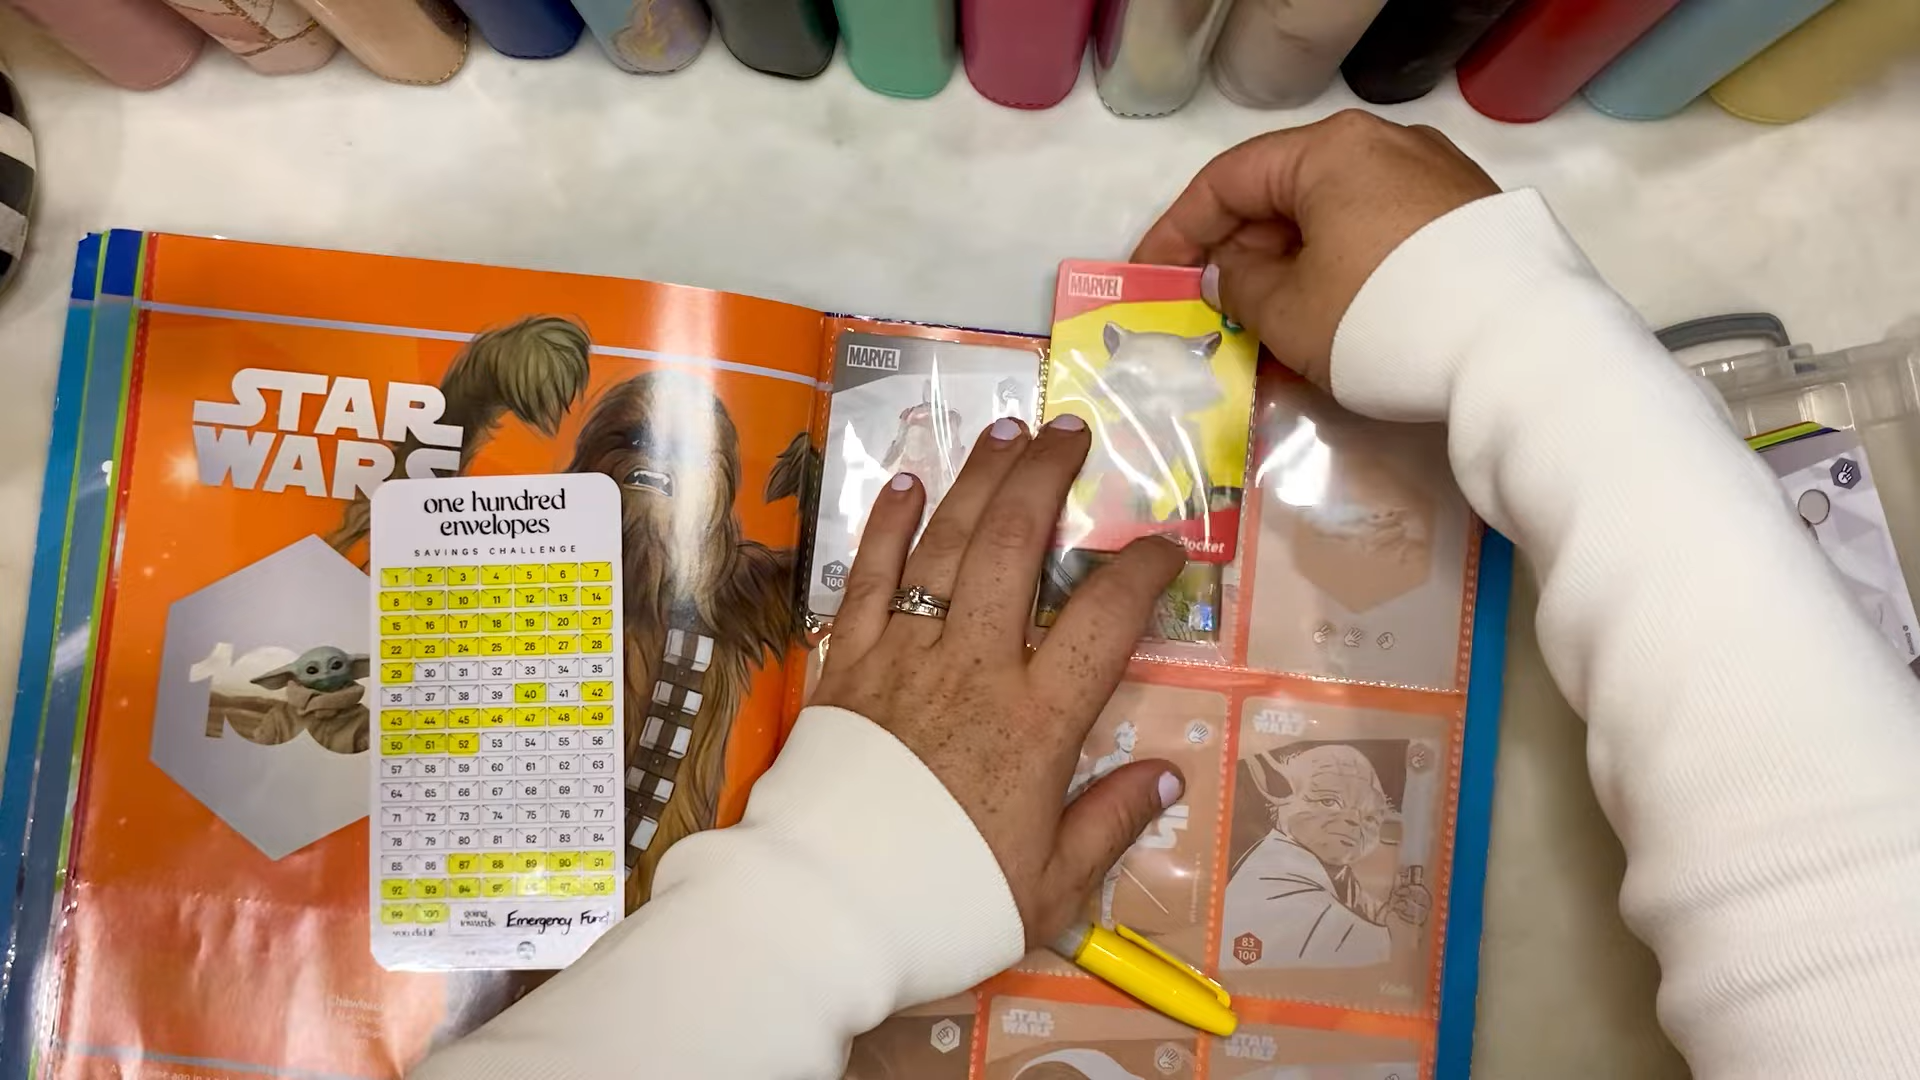 STAR
WARS
one hundred
envelopes
SAVINGS CHALLENGE
1 2 3 4 5 6 7
8 9 10 11 12 13 14
15 16 17 18 19 20 21
22 23 24 25 26 27 28
29 30 31 32 33 34 35
36 37 38 39 40 41 42
43 44 45 46 47 48 49
50 51 52 53 54 55 56
57 58 59 60 61 62 63
64 65 66 67 68 69 70
71 72 73 74 75 76 77
78 79 80 81 82 83 84
85 86 87 88 89 90 91
92 93 94 95 96 97 98
99 100 going
towards Emergency Fund
you did it!
100
MARVEL
79
100
MARVEL
Rocket
STAR
WARS
83
100
Yoda
STAR
WARS
STAR
WARS